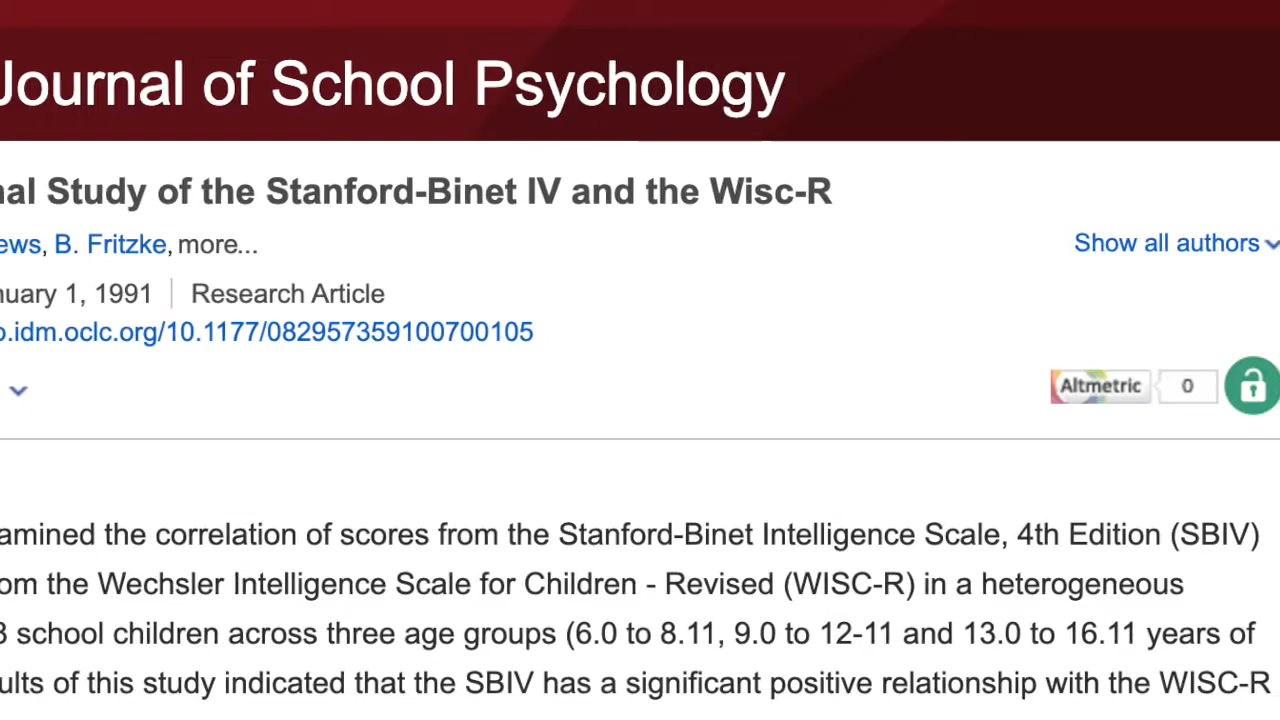 Journal of School Psychology
nal Study of the Stanford-Binet IV and the Wisc-R
ews, B. Fritzke, more...
Show all authors
nuary 1, 1991 | Research Article
o.idm.oclc.org/10.1177/082957359100700105
Altmetric 0
amined the correlation of scores from the Stanford-Binet Intelligence Scale, 4th Edition (SBIV)
om the Wechsler Intelligence Scale for Children - Revised (WISC-R) in a heterogeneous
3 school children across three age groups (6.0 to 8.11, 9.0 to 12-11 and 13.0 to 16.11 years of
ults of this study indicated that the SBIV has a significant positive relationship with the WISC-R